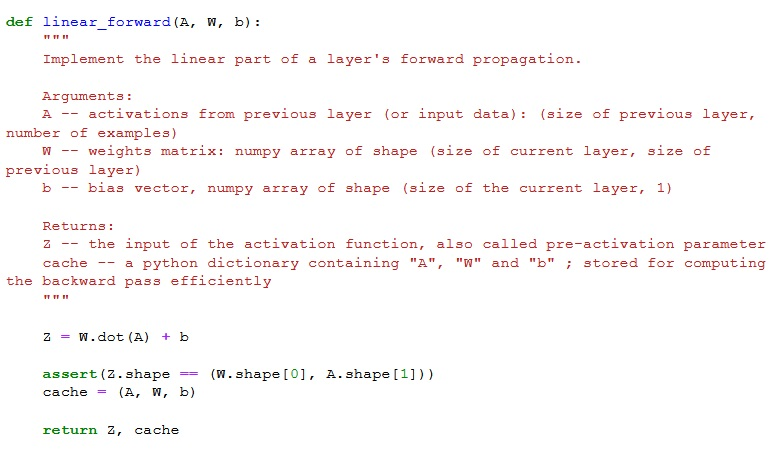 def linear_forward(A, W, b):
    """
    Implement the linear part of a layer's forward propagation.

    Arguments:
    A -- activations from previous layer (or input data): (size of previous layer,
number of examples)
    W -- weights matrix: numpy array of shape (size of current layer, size of
previous layer)
    b -- bias vector, numpy array of shape (size of the current layer, 1)

    Returns:
    Z -- the input of the activation function, also called pre-activation parameter
    cache -- a python dictionary containing "A", "W" and "b" ; stored for computing
the backward pass efficiently
    """

    Z = W.dot(A) + b

    assert(Z.shape == (W.shape[0], A.shape[1]))
    cache = (A, W, b)

    return Z, cache